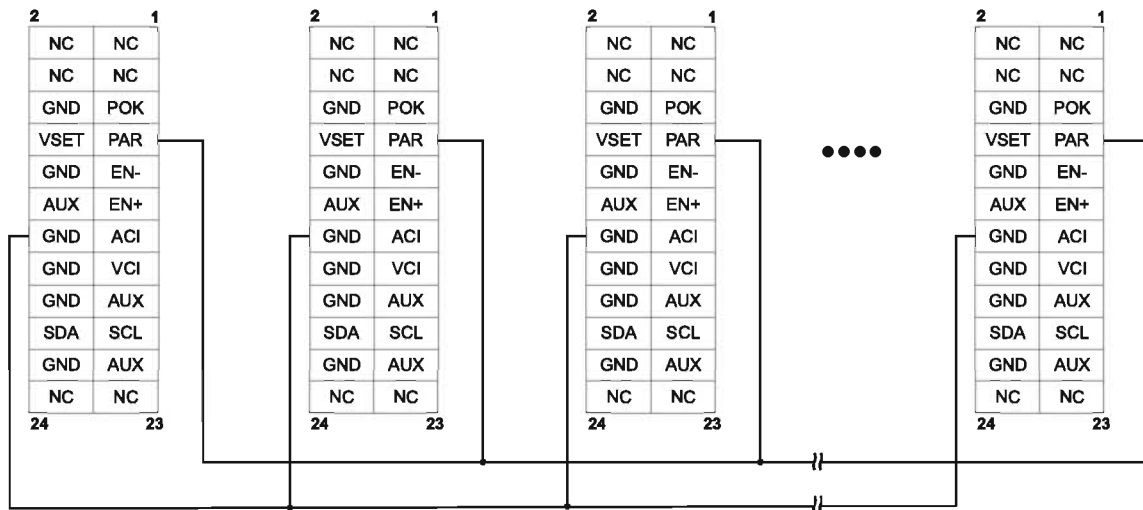 2 1 2 1 2 1 2 1
NC NC NC NC NC NC NC NC
NC NC NC NC NC NC NC NC
GND POK GND POK GND POK GND POK
VSET PAR VSET PAR VSET PAR VSET PAR
GND EN- GND EN- GND EN- GND EN-
AUX EN+ AUX EN+ AUX EN+ AUX EN+
GND ACI GND ACI GND ACI GND ACI
GND VCI GND VCI GND VCI GND VCI
GND AUX GND AUX GND AUX GND AUX
SDA SCL SDA SCL SDA SCL SDA SCL
GND AUX GND AUX GND AUX GND AUX
NC NC NC NC NC NC NC NC
24 23 24 23 24 23 24 23